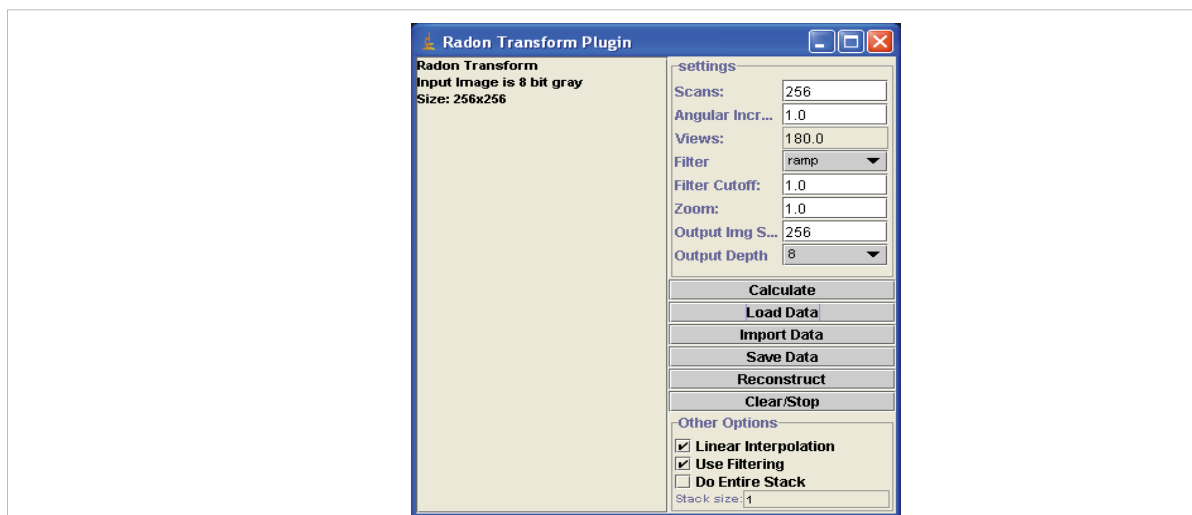 Radon Transform Plugin
Radon Transform
Input Image is 8 bit gray
Size: 256x256
settings
Scans: 256
Angular Incr... 1.0
Views: 180.0
Filter ramp
Filter Cutoff: 1.0
Zoom: 1.0
Output Img S... 256
Output Depth 8
Calculate
Load Data
Import Data
Save Data
Reconstruct
Clear/Stop
Other Options
Linear Interpolation
Use Filtering
Do Entire Stack
Stack size: 1